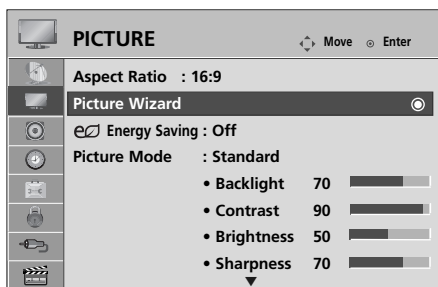 PICTURE
Move Enter
Aspect Ratio : 16:9
Picture Wizard
Energy Saving : Off
Picture Mode : Standard
• Backlight 70
• Contrast 90
• Brightness 50
• Sharpness 70